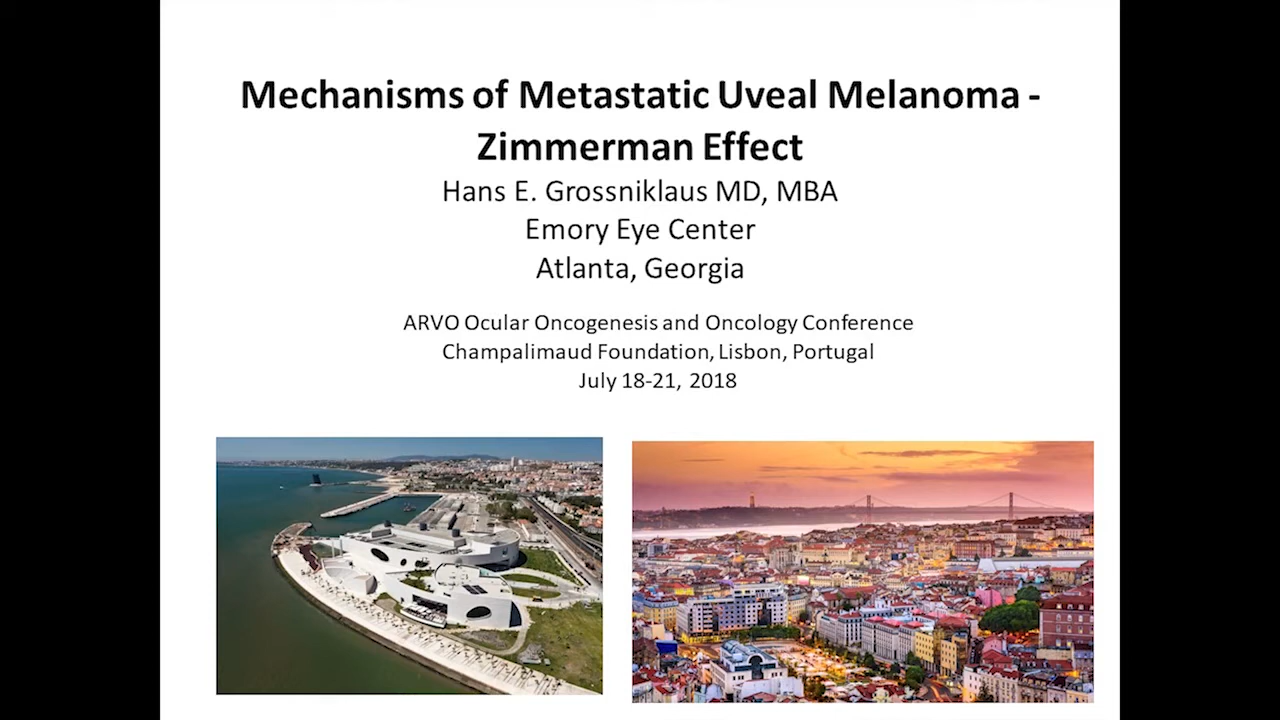 Mechanisms of Metastatic Uveal Melanoma -
Zimmerman Effect
Hans E. Grossniklaus MD, MBA
Emory Eye Center
Atlanta, Georgia
ARVO Ocular Oncogenesis and Oncology Conference
Champalimaud Foundation, Lisbon, Portugal
July 18-21, 2018